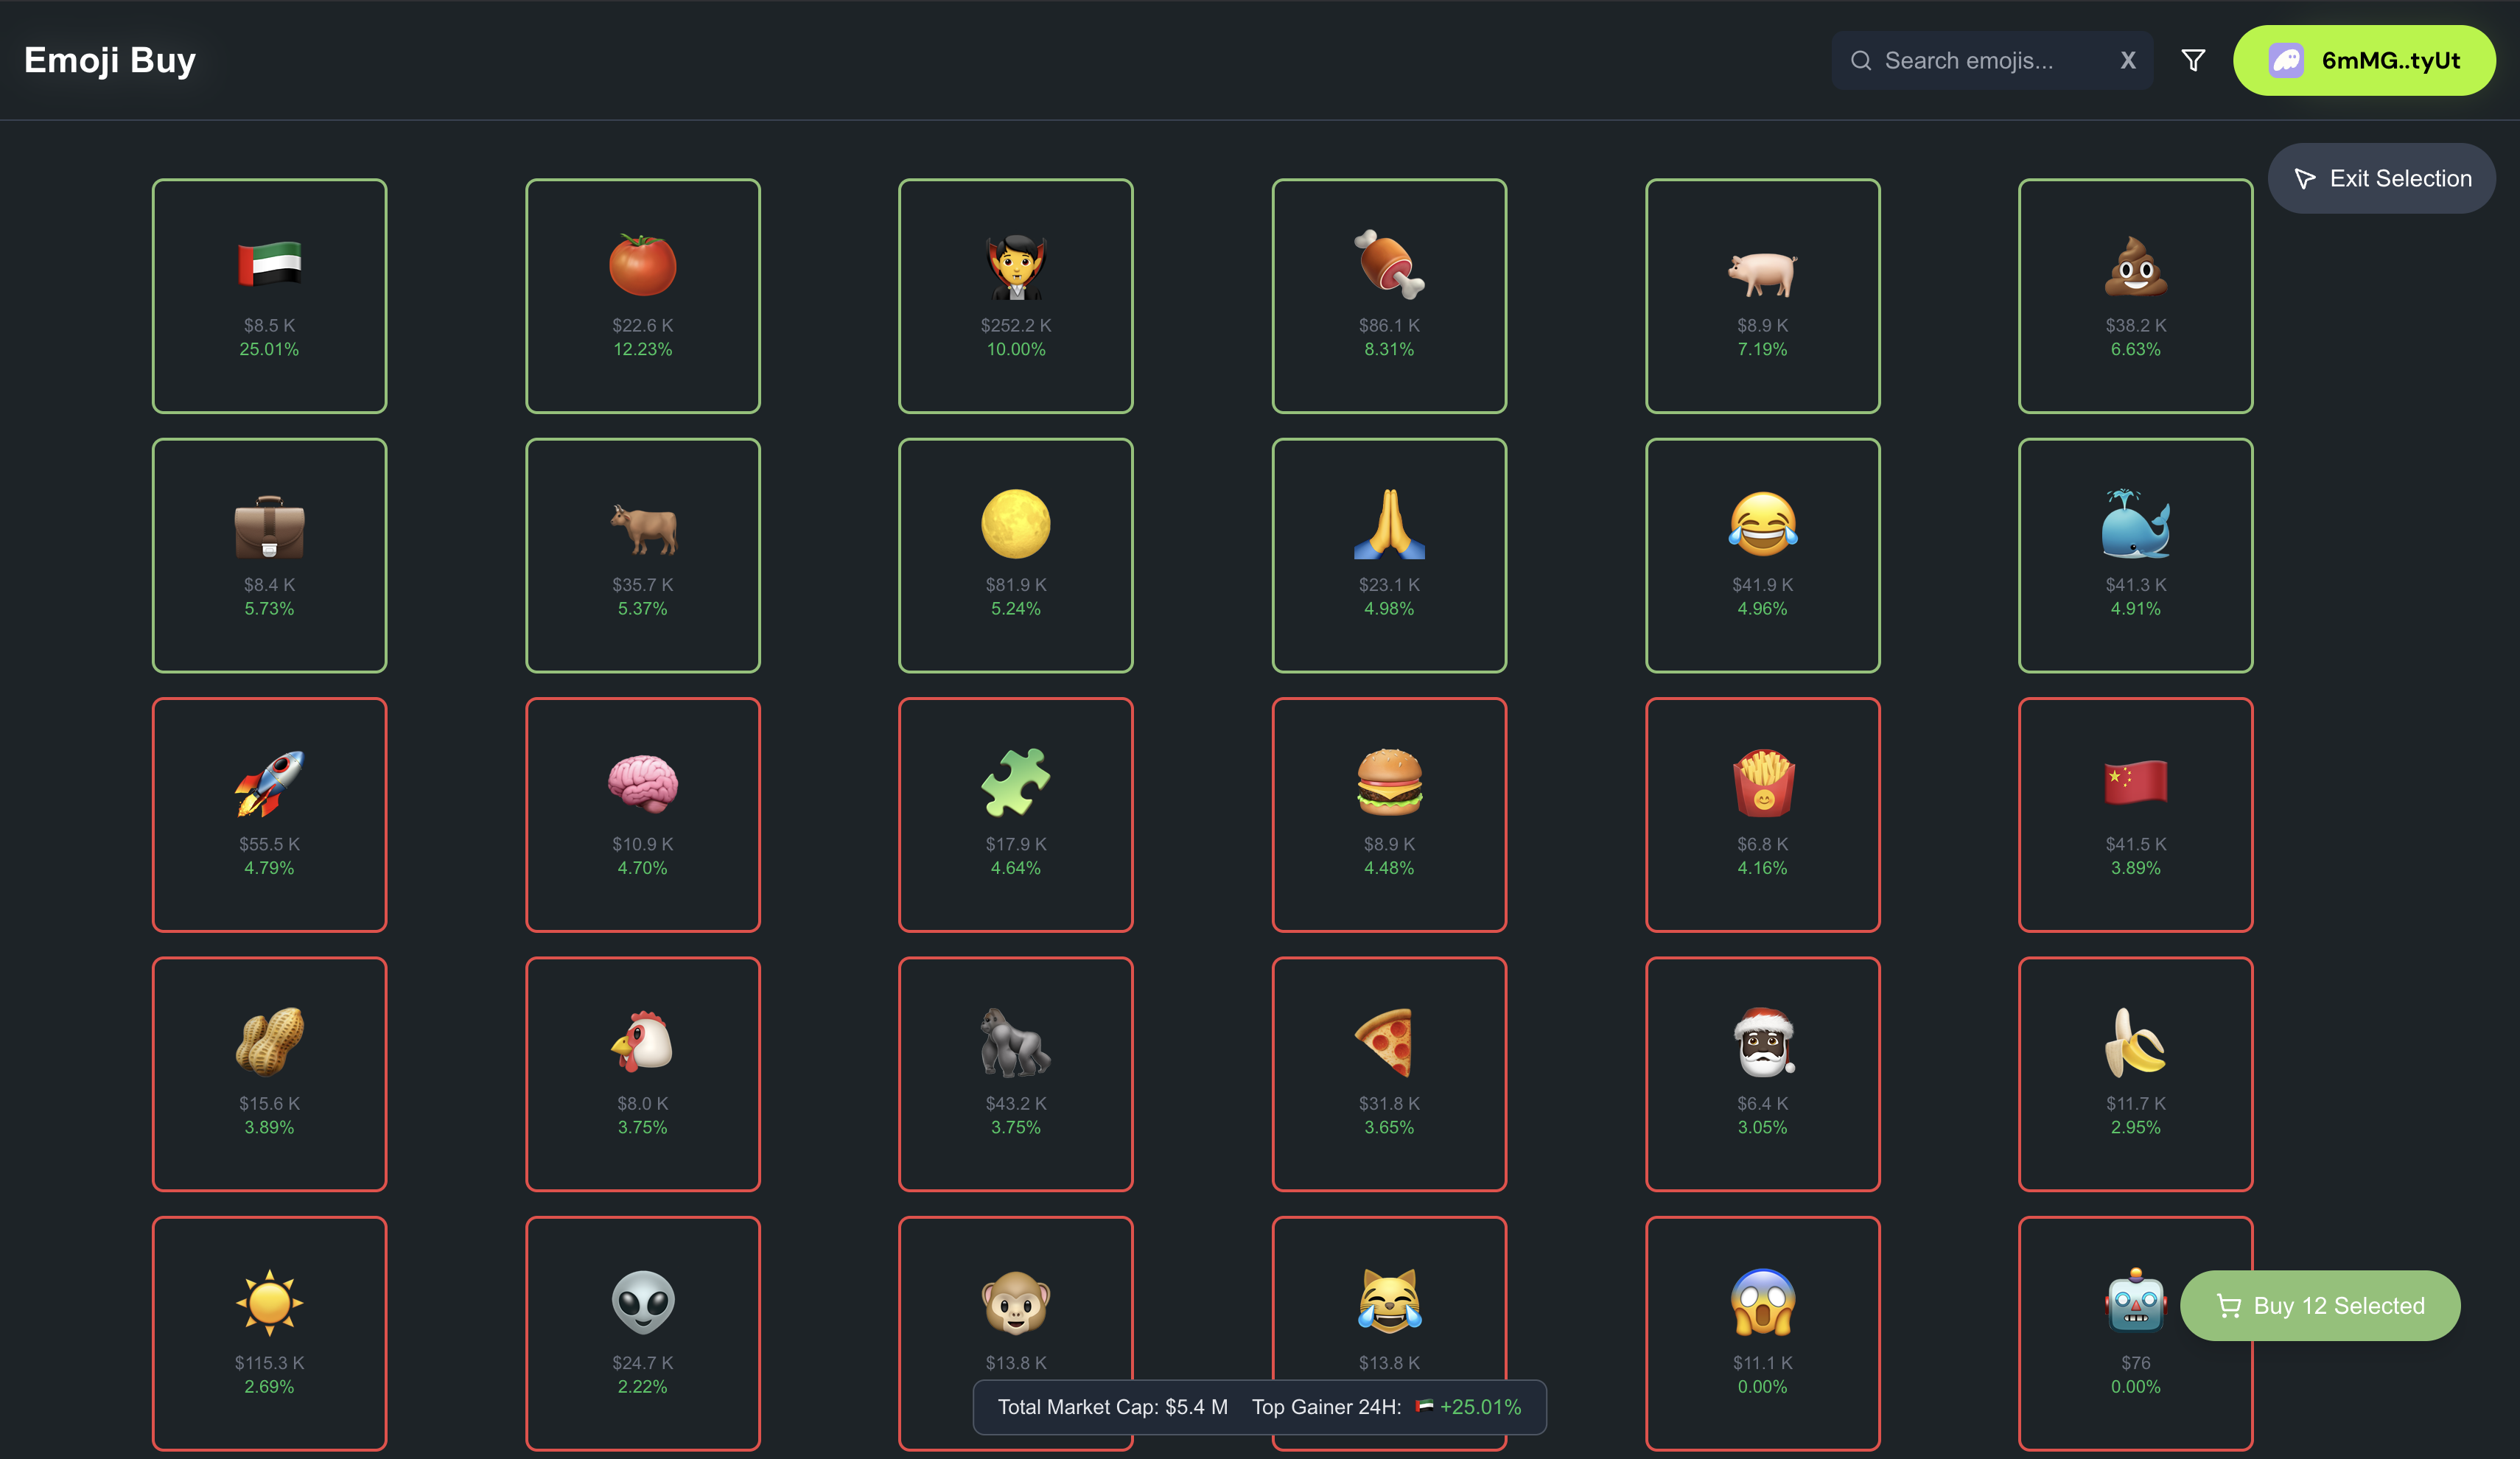 Emoji Buy
Search emojis...
X
6mMG..tyUt
Exit Selection
$8.5 K
25.01%
$22.6 K
12.23%
$252.2 K
10.00%
$86.1 K
8.31%
$8.9 K
7.19%
$38.2 K
6.63%
$8.4 K
5.73%
$35.7 K
5.37%
$81.9 K
5.24%
$23.1 K
4.98%
$41.9 K
4.96%
$41.3 K
4.91%
$55.5 K
4.79%
$10.9 K
4.70%
$17.9 K
4.64%
$8.9 K
4.48%
$6.8 K
4.16%
$41.5 K
3.89%
$15.6 K
3.89%
$8.0 K
3.75%
$43.2 K
3.75%
$31.8 K
3.65%
$6.4 K
3.05%
$11.7 K
2.95%
$115.3 K
2.69%
$24.7 K
2.22%
$13.8 K
$13.8 K
$11.1 K
0.00%
$76
0.00%
Buy 12 Selected
Total Market Cap: $5.4 M Top Gainer 24H: 🇦🇪 +25.01%